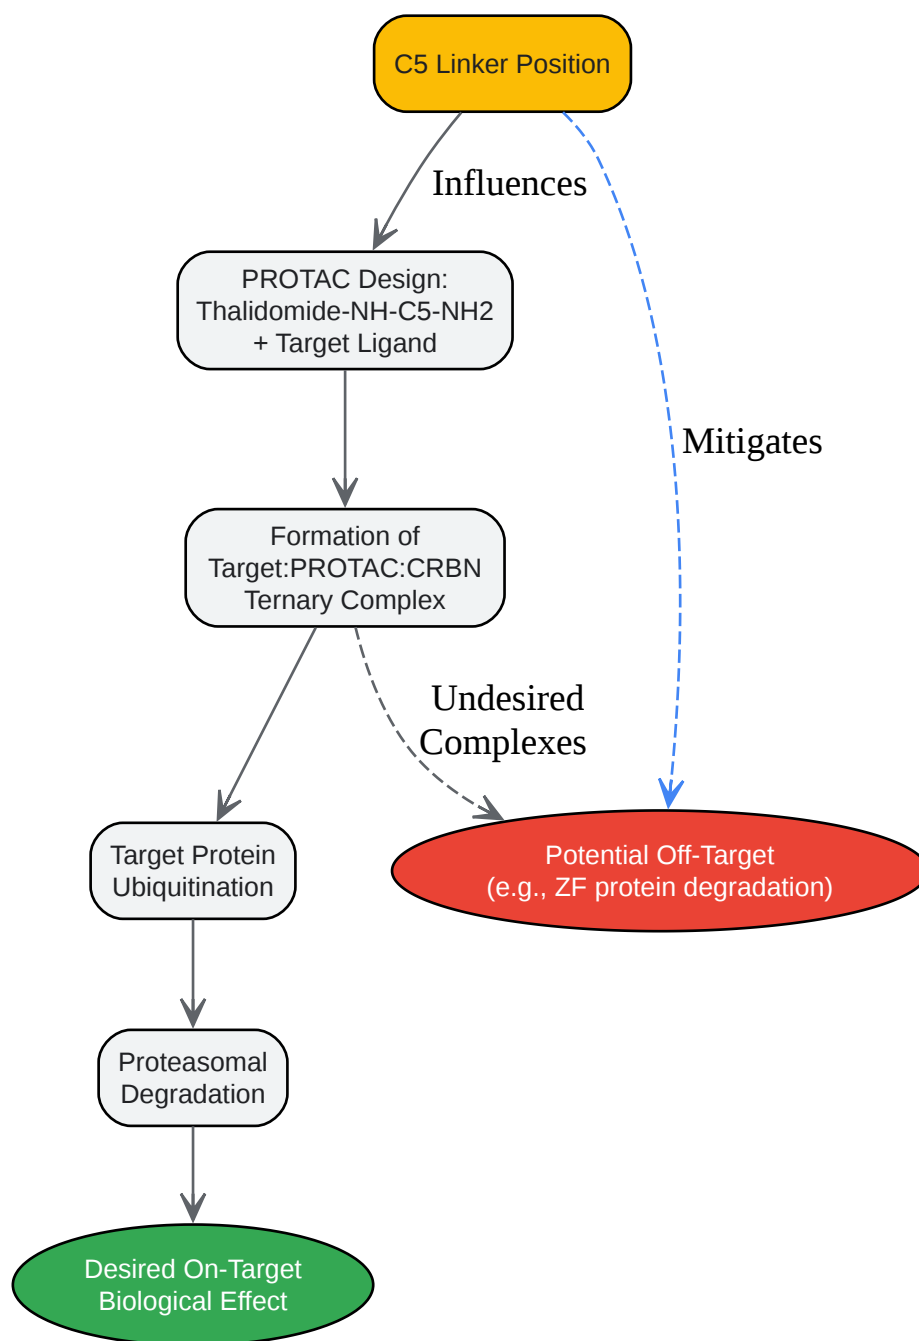 C5 Linker Position
Influences
PROTAC Design:
Thalidomide-NH-C5-NH2
+ Target Ligand
Mitigates
Formation of
Target:PROTAC:CRBN
Ternary Complex
Undesired
Complexes
Target Protein
Ubiquitination
Potential Off-Target
(e.g., ZF protein degradation)
Proteasomal
Degradation
Desired On-Target
Biological Effect